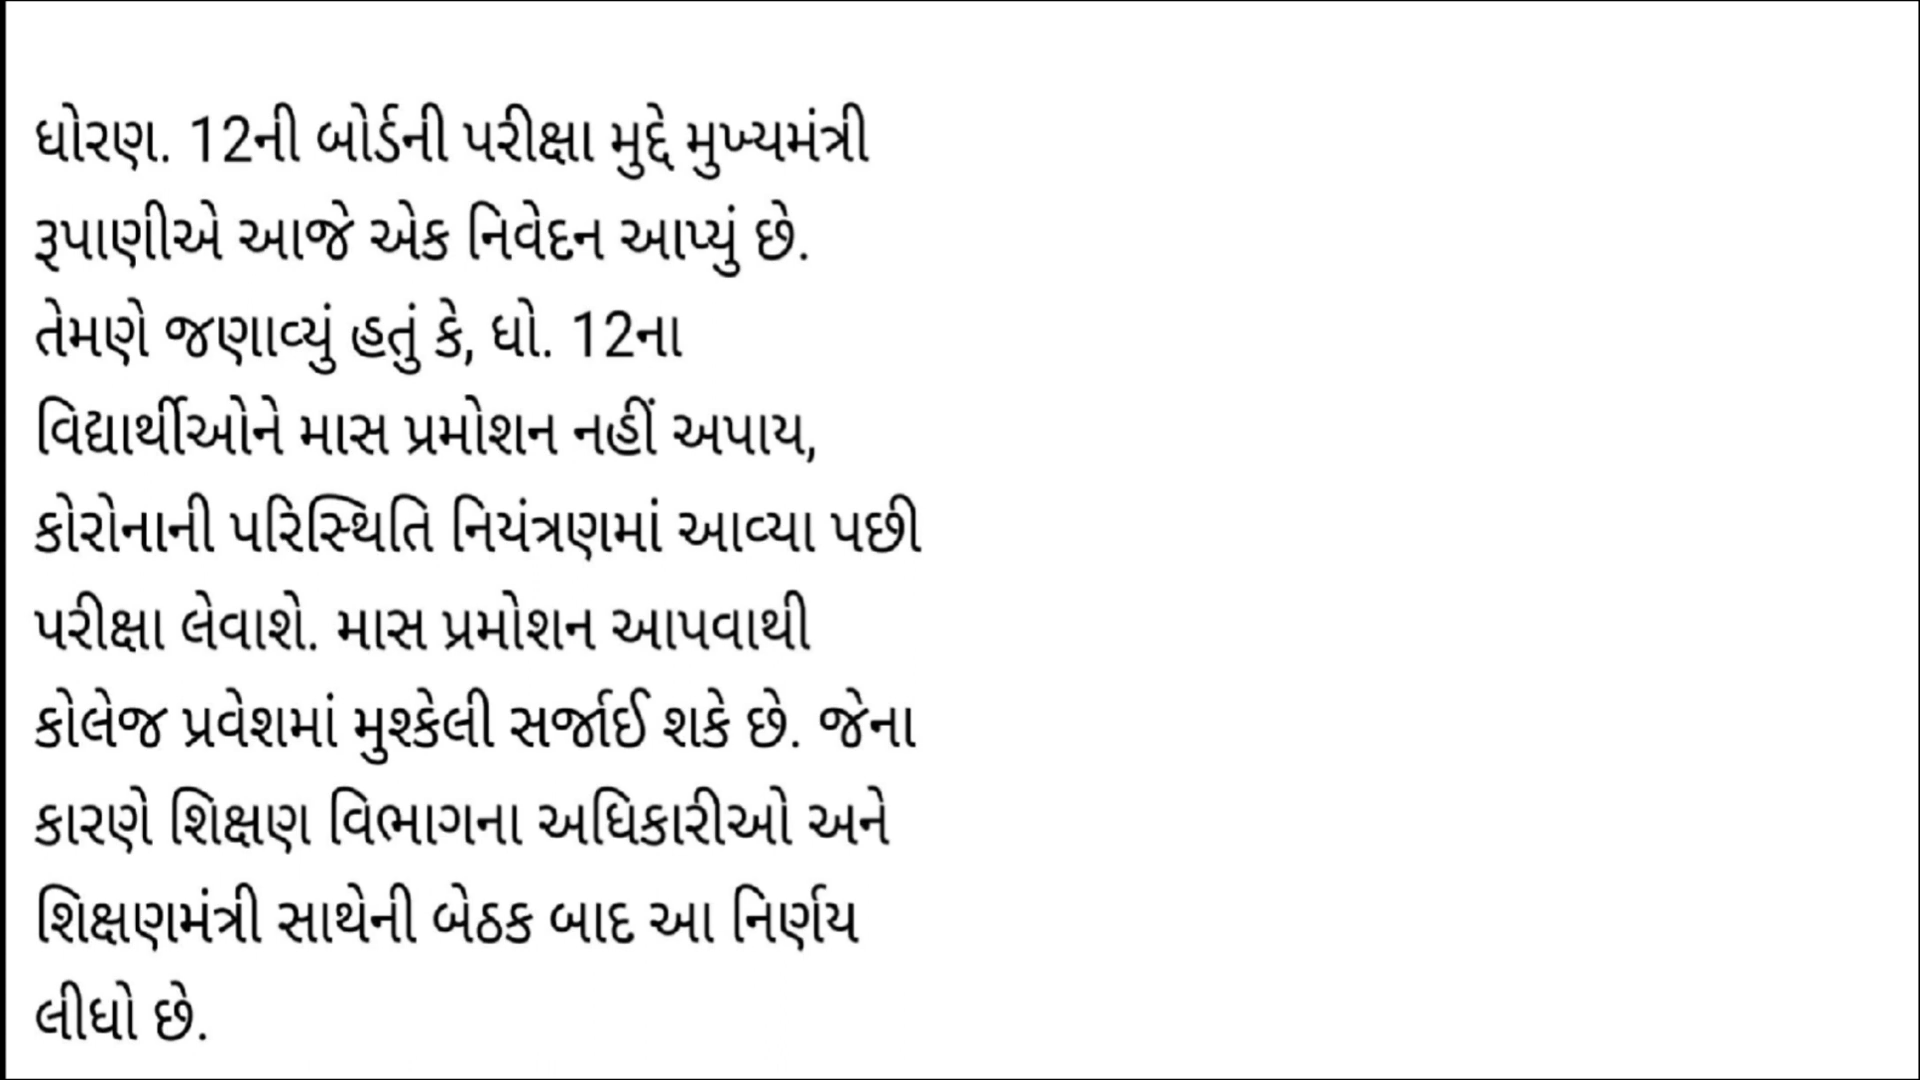 ધોરણ. 12ની બોર્ડની પરીક્ષા મુદ્દે મુખ્યમંત્રી
રૂપાણીએ આજે એક નિવેદન આપ્યું છે.
તેમણે જણાવ્યું હતું કે, ધો. 12ના
વિદ્યાર્થીઓને માસ પ્રમોશન નહીં અપાય,
કોરોનાની પરિસ્થિતિ નિયંત્રણમાં આવ્યા પછી
પરીક્ષા લેવાશે. માસ પ્રમોશન આપવાથી
કોલેજ પ્રવેશમાં મુશ્કેલી સર્જાઈ શકે છે. જેના
કારણે શિક્ષણ વિભાગના અધિકારીઓ અને
શિક્ષણમંત્રી સાથેની બેઠક બાદ આ નિર્ણય
લીધો છે.